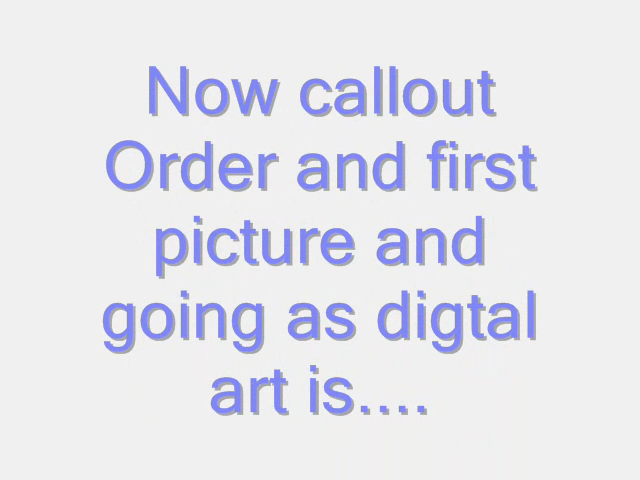 Now callout
Order and first
picture and
going as digtal
art is....